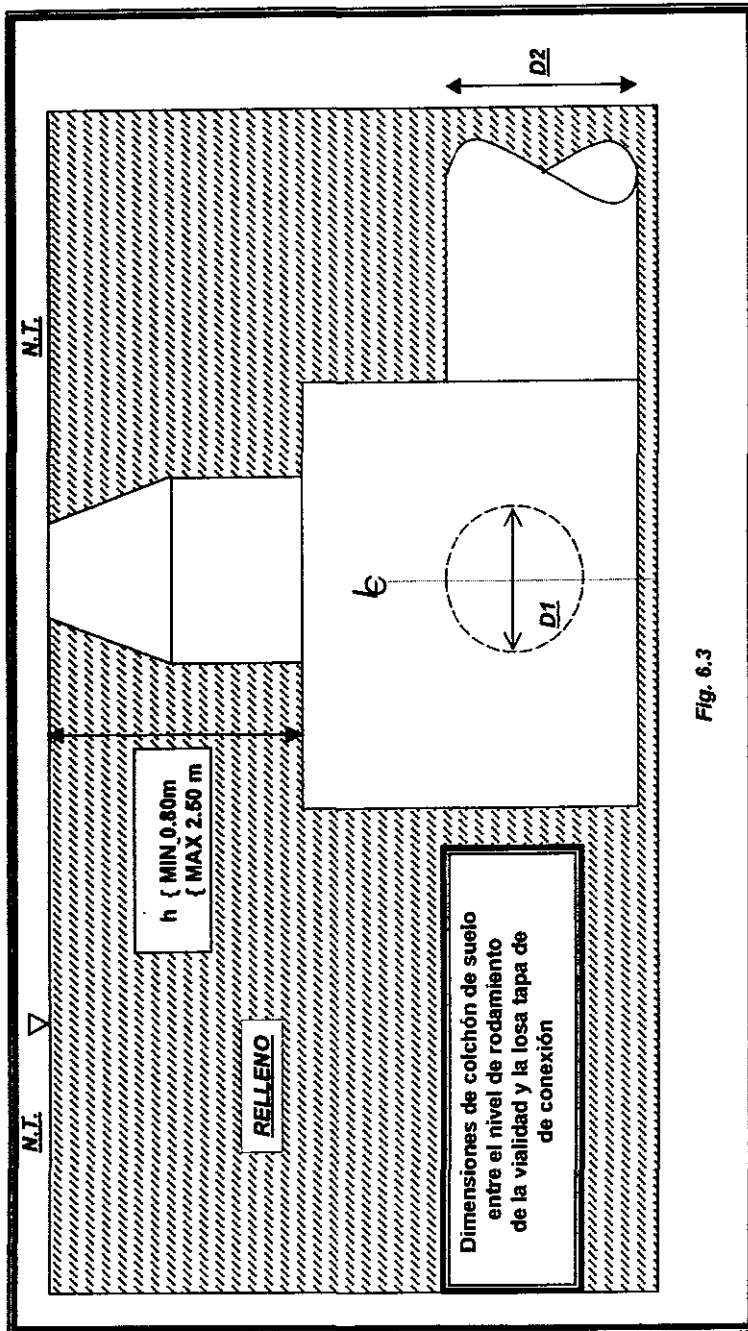 N.T.
N.T.
h { MIN 0.80m
{ MAX 2.50 m
RELLENO
D1
D2
Dimensiones de colchón de suelo
entre el nivel de rodamiento
de la vialidad y la losa tapa de
de conexión
Fig. 6.3